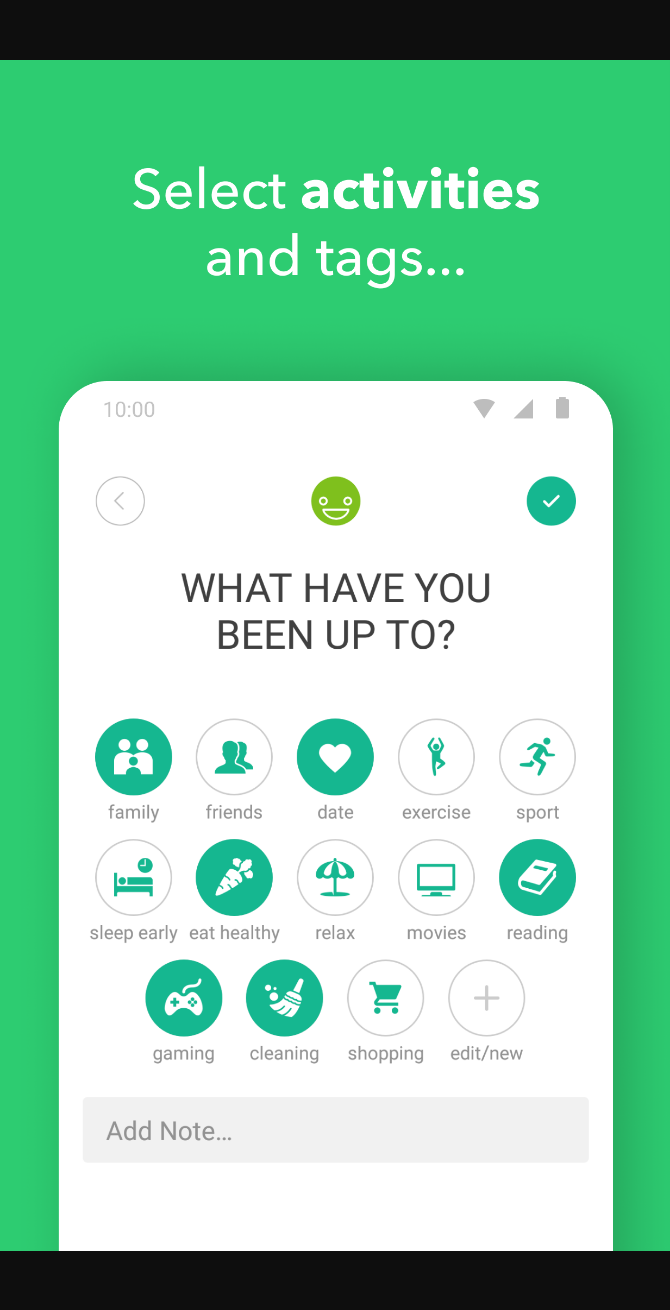 Select activities
and tags...
10:00
WHAT HAVE YOU
BEEN UP TO?
family friends date exercise sport
sleep early eat healthy relax movies reading
gaming cleaning shopping edit/new
Add Note...